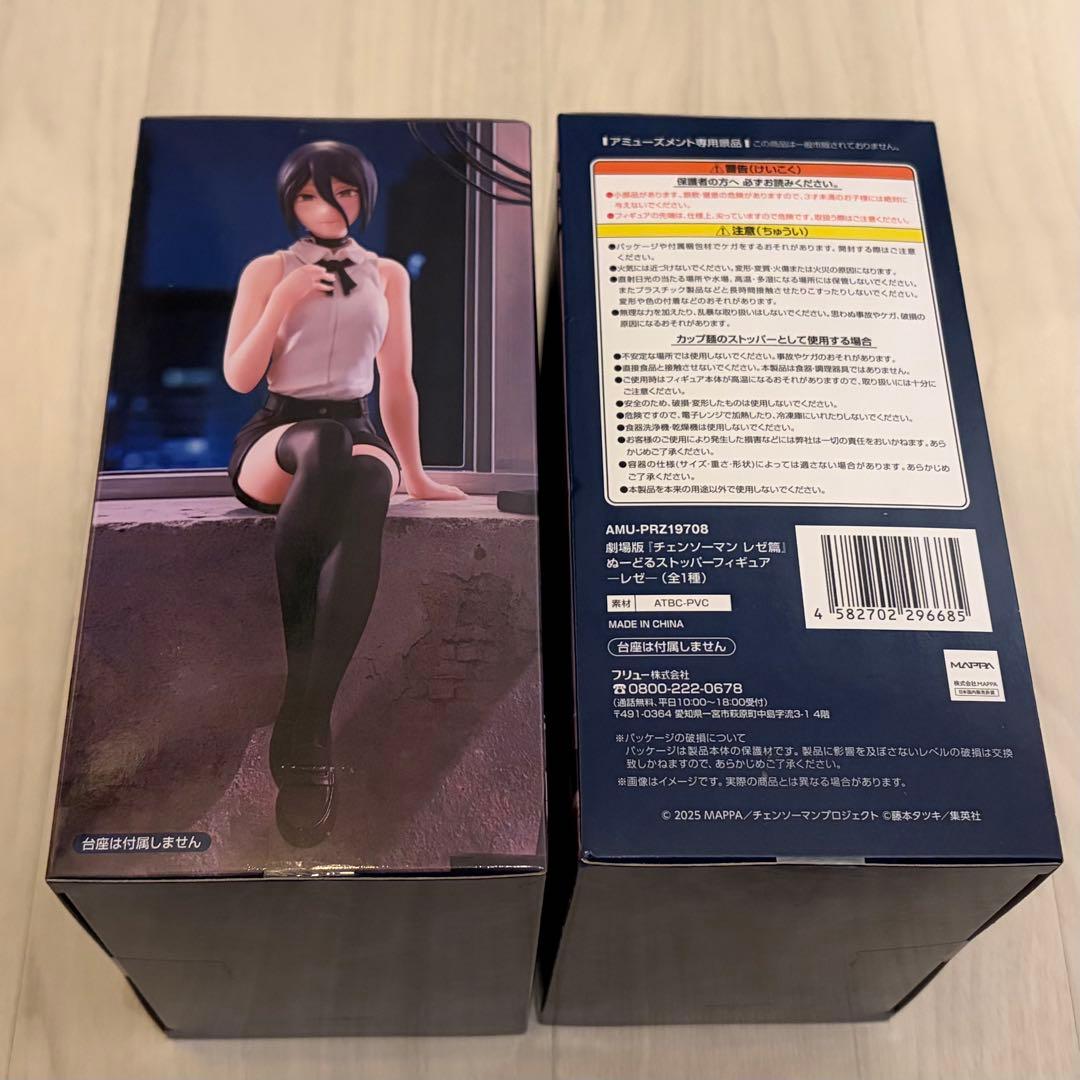 台座は付属しません
アミューズメント専用景品 この商品は一般市販されておりません。
⚠警告(けいこく)
保護者の方へ 必ずお読みください。
●小部品があります。誤飲・窒息の危険がありますので、3才未満のお子様には絶対に
与えないでください。
●フィギュアの先端は、仕様上、尖っていますので危険です。取扱う際はご注意ください。
⚠注意(ちゅうい)
●パッケージや付属梱包材でケガをするおそれがあります。開封する際はご注意
ください。
●火気には近づけないでください。変形・変質・火傷または火災の原因になります。
●直射日光の当たる場所や水場、高温・多湿になる場所には保管しないでください。
またプラスチック製品などと長時間接触させたりこすったりしないでください。
変形や色の付着などのおそれがあります。
●無理な力を加えたり、乱暴な取り扱いはしないでください。思わぬ事故やケガ、破損の
原因になるおそれがあります。
カップ麺のストッパーとして使用する場合
●不安定な場所では使用しないでください。事故やケガのおそれがあります。
●直接食品と接触させないでください。本製品は食器・調理器具ではありません。
●ご使用時はフィギュア本体が高温になるおそれがありますので、取り扱いには十分に
ご注意ください。
●安全のため、破損・変形したものは使用しないでください。
●危険ですので、電子レンジで加熱したり、冷凍庫にいれたりしないでください。
●食器洗浄機・乾燥機は使用しないでください。
●お客様のご使用により発生した損害などには弊社は一切の責任をおいかねます。あら
かじめご了承ください。
●容器の仕様(サイズ・重さ・形状)によっては適さない場合があります。あらかじめ
ご了承ください。
●本製品を本来の用途以外で使用しないでください。
AMU-PRZ19708
劇場版『チェンソーマン レゼ篇』
ぬーどるストッパーフィギュア
―レゼ―(全1種)
素材 ATBC-PVC
MADE IN CHINA
台座は付属しません
4 582702 296685
MAPPA
株式会社MAPPA
日本国内販売許諾
フリュー株式会社
☎0800-222-0678
(通話無料、平日10:00～18:00受付)
〒491-0364 愛知県一宮市萩原町中島字流3-1 4階
※パッケージの破損について
パッケージは製品本体の保護材です。製品に影響を及ぼさないレベルの破損は交換
致しかねますので、あらかじめご了承ください。
※画像はイメージです。実際の商品とは異なる場合があります。
© 2025 MAPPA／チェンソーマンプロジェクト ©藤本タツキ／集英社